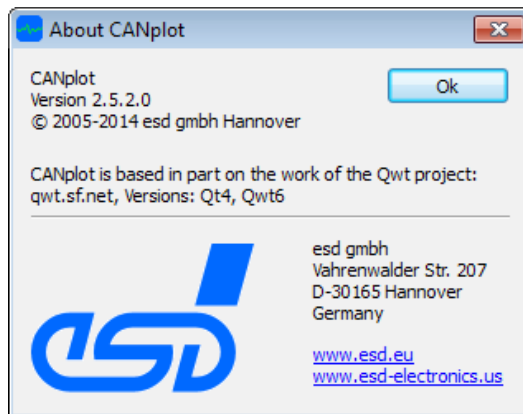 About CANplot
CANplot
Version 2.5.2.0
© 2005-2014 esd gmbh Hannover
Ok
CANplot is based in part on the work of the Qwt project:
qwt.sf.net, Versions: Qt4, Qwt6
esd
esd gmbh
Vahrenwalder Str. 207
D-30165 Hannover
Germany
www.esd.eu
www.esd-electronics.us